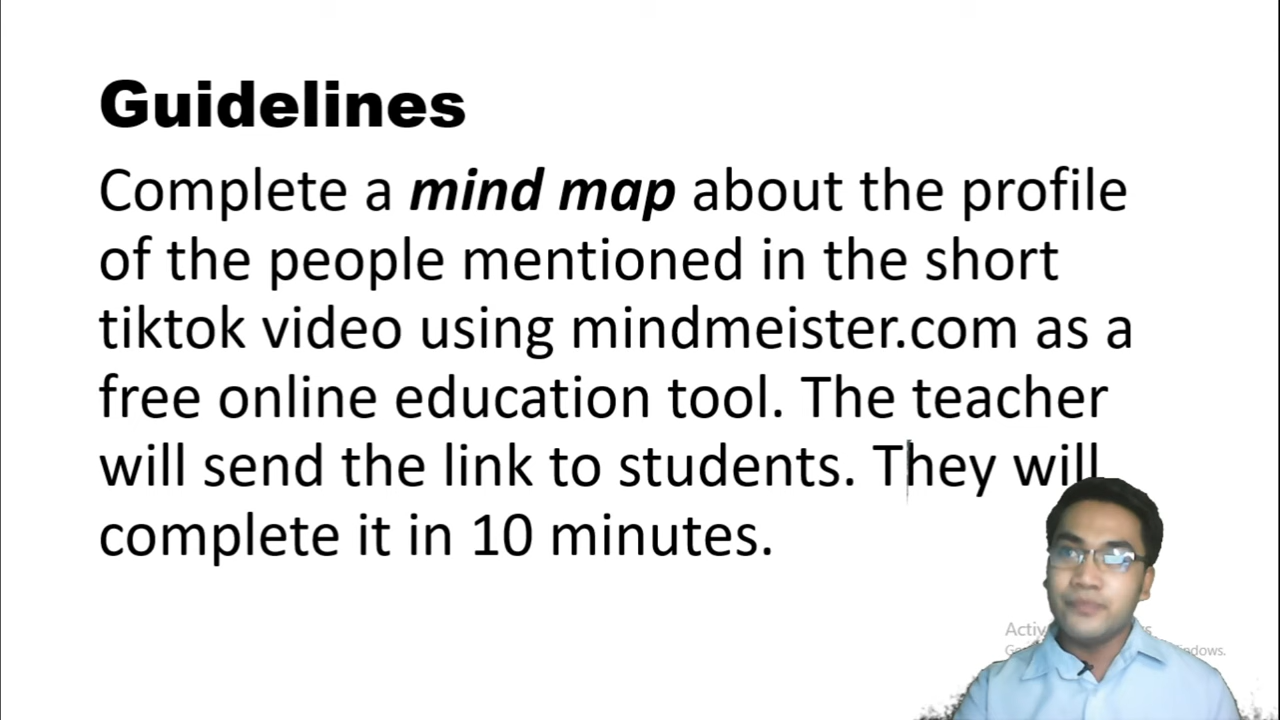 Guidelines
Complete a mind map about the profile
of the people mentioned in the short
tiktok video using mindmeister.com as a
free online education tool. The teacher
will send the link to students. They will
complete it in 10 minutes.